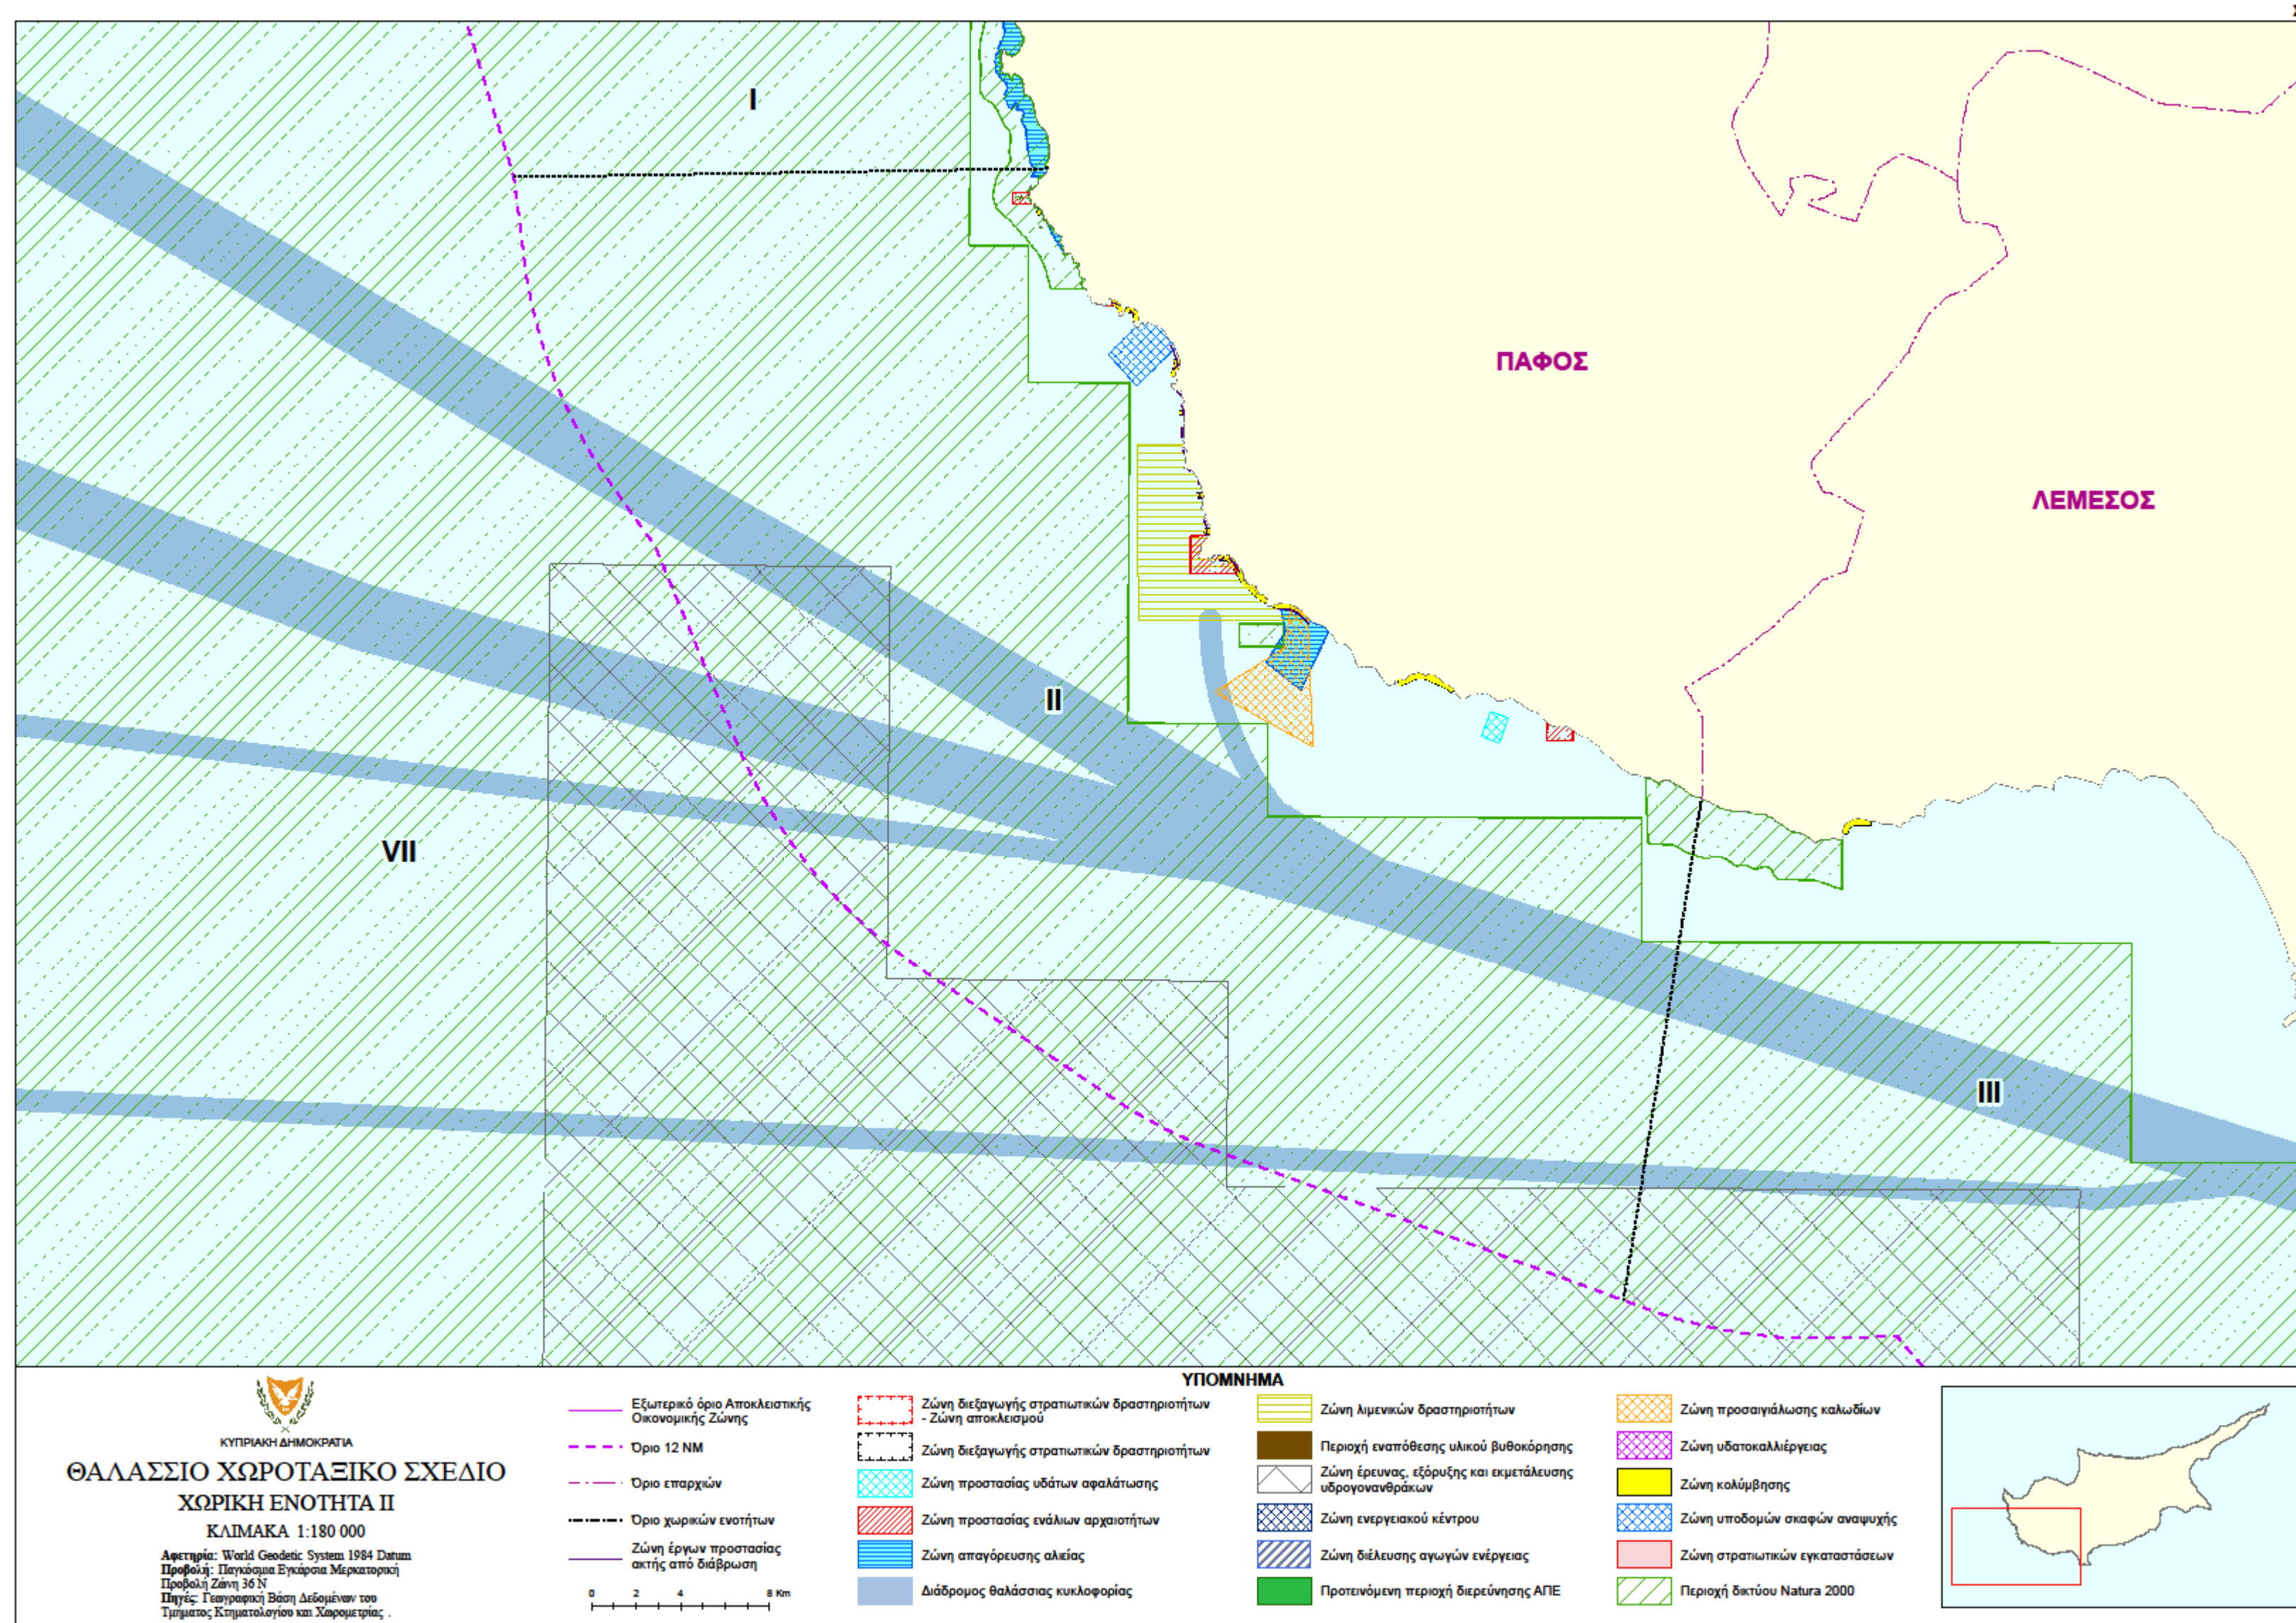 I
ΠΑΦΟΣ
ΛΕΜΕΣΟΣ
II
VII
III
ΥΠΟΜΝΗΜΑ
ΚΥΠΡΙΑΚΗ ΔΗΜΟΚΡΑΤΙΑ
ΘΑΛΑΣΣΙΟ ΧΩΡΟΤΑΞΙΚΟ ΣΧΕΔΙΟ
ΧΩΡΙΚΗ ΕΝΟΤΗΤΑ II
ΚΛΙΜΑΚΑ 1:180 000
Αφετηρία: World Geodetic System 1984 Datum
Προβολή: Παγκόσμια Εγκάρσια Μερκατορική
Προβολή Ζώνη 36 N
Πηγές: Γεωγραφική Βάση Δεδομένων του
Τμήματος Κτηματολογίου και Χωρομετρίας .
Εξωτερικό όριο Αποκλειστικής
Οικονομικής Ζώνης
Όριο 12 NM
Όριο επαρχιών
Όριο χωρικών ενοτήτων
Ζώνη έργων προστασίας
ακτής από διάβρωση
0 2 4 8 Km
Ζώνη διεξαγωγής στρατιωτικών δραστηριοτήτων
- Ζώνη αποκλεισμού
Ζώνη διεξαγωγής στρατιωτικών δραστηριοτήτων
Ζώνη προστασίας υδάτων αφαλάτωσης
Ζώνη προστασίας ενάλιων αρχαιοτήτων
Ζώνη απαγόρευσης αλιείας
Διάδρομος θαλάσσιας κυκλοφορίας
Ζώνη λιμενικών δραστηριοτήτων
Περιοχή εναπόθεσης υλικού βυθοκόρησης
Ζώνη έρευνας, εξόρυξης και εκμετάλευσης
υδρογονανθράκων
Ζώνη ενεργειακού κέντρου
Ζώνη διέλευσης αγωγών ενέργειας
Προτεινόμενη περιοχή διερεύνησης ΑΠΕ
Ζώνη προσαιγιάλωσης καλωδίων
Ζώνη υδατοκαλλιέργειας
Ζώνη κολύμβησης
Ζώνη υποδομών σκαφών αναψυχής
Ζώνη στρατιωτικών εγκαταστάσεων
Περιοχή δικτύου Natura 2000